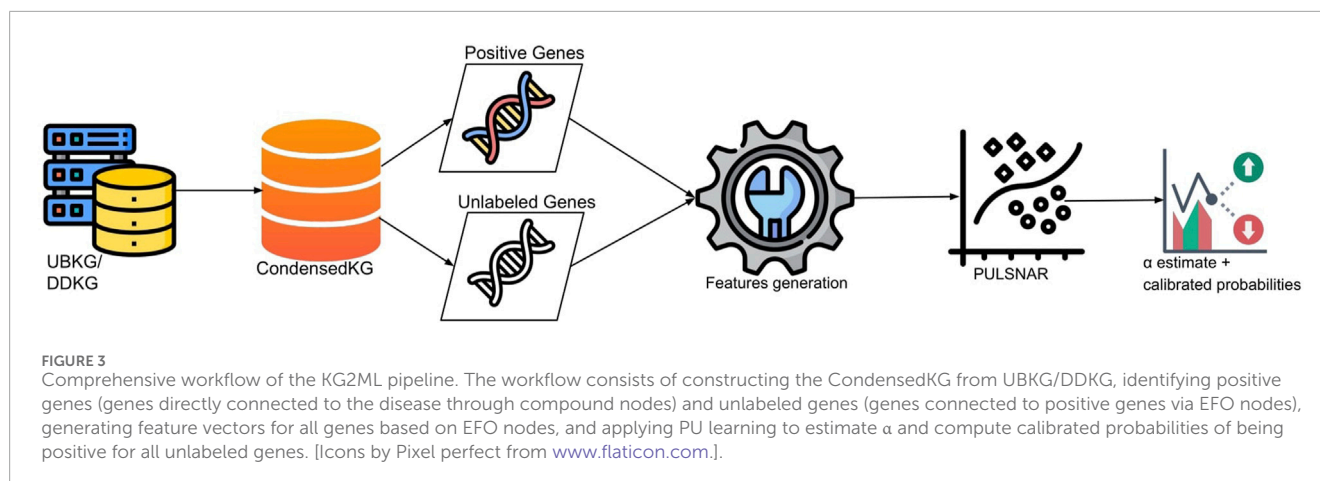 Positive Genes
Unlabeled Genes
UBKG/
DDKG
CondensedKG
Features generation
PULSNAR
α estimate +
calibrated probabilities
FIGURE 3
Comprehensive workflow of the KG2ML pipeline. The workflow consists of constructing the CondensedKG from UBKG/DDKG, identifying positive
genes (genes directly connected to the disease through compound nodes) and unlabeled genes (genes connected to positive genes via EFO nodes),
generating feature vectors for all genes based on EFO nodes, and applying PU learning to estimate α and compute calibrated probabilities of being
positive for all unlabeled genes. [Icons by Pixel perfect from www.flaticon.com.].